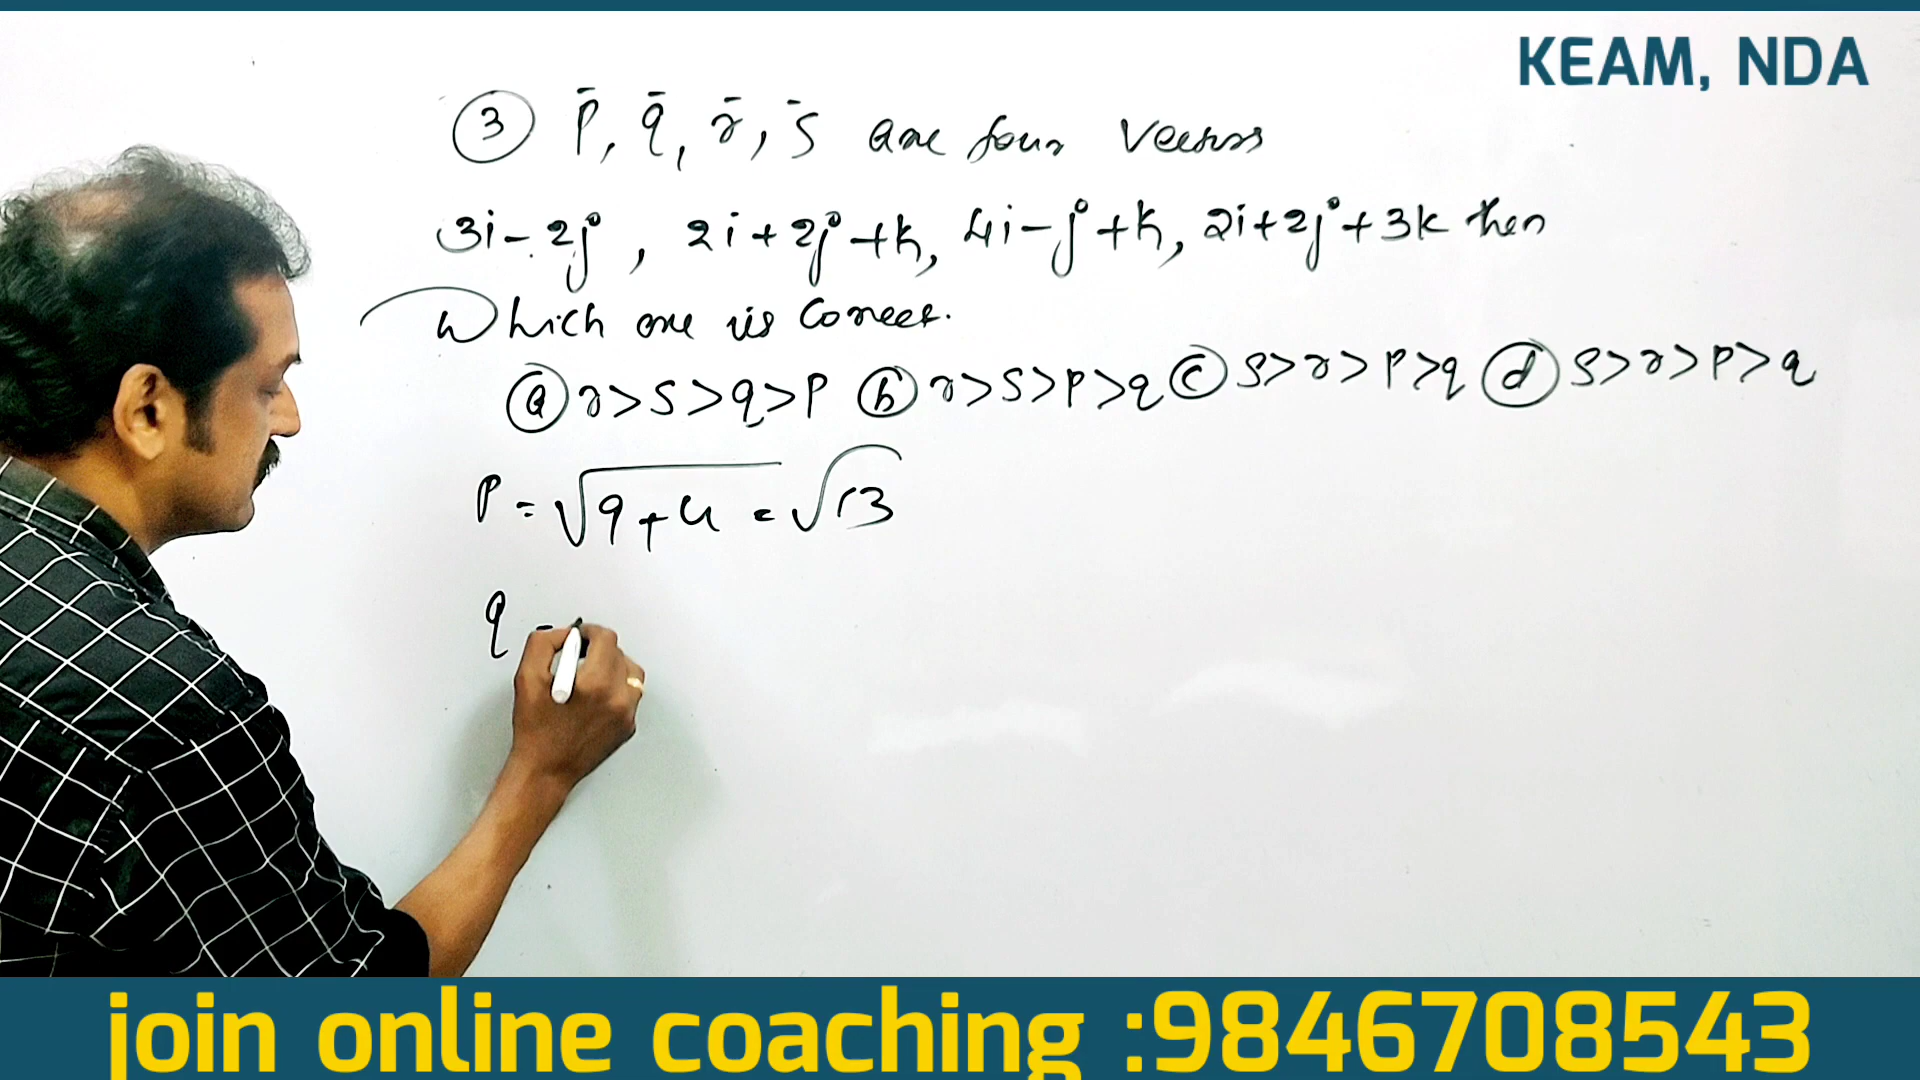 KEAM, NDA
③ p̄, q̄, r̄, s̄ are four vectors
3i - 2j, 2i + 2j + k, 4i - j + k, 2i + 2j + 3k then
Which one is correct.
ⓐ r > s > q > p ⓑ r > s > p > q ⓒ s > r > p > q ⓓ s > r > p > q
p = √9 + 4 = √13
q =
join online coaching :9846708543